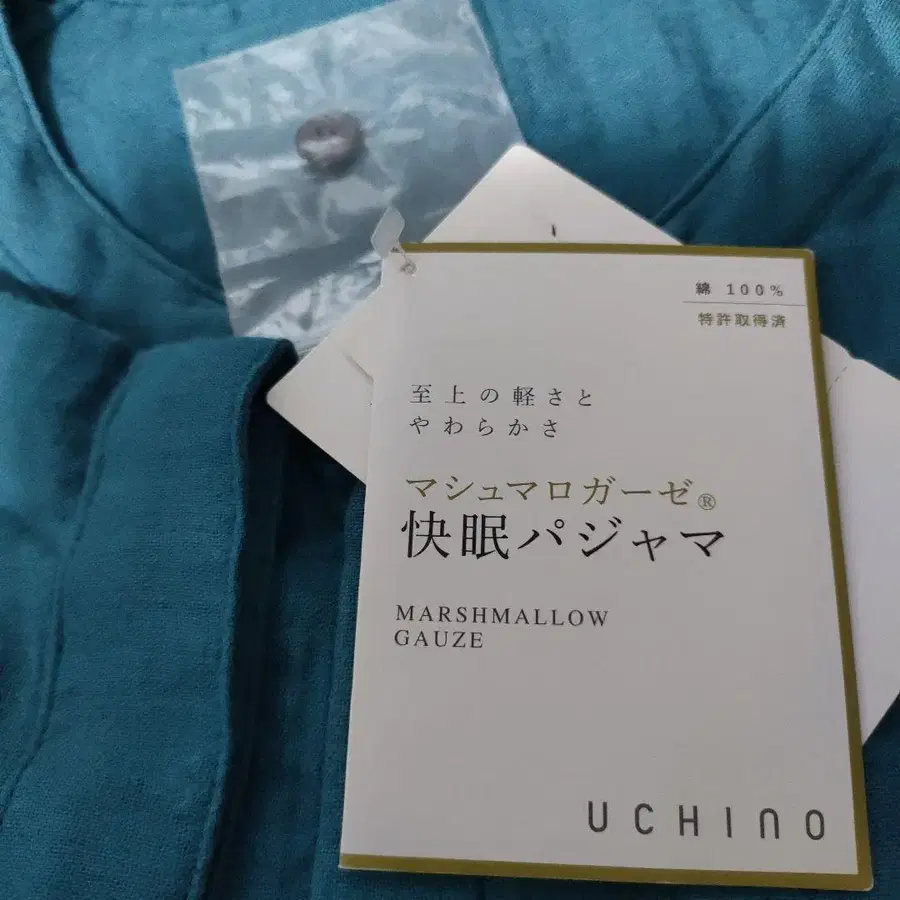 綿 100%
特許取得済
至上の軽さと
やわらかさ
マシュマロガーゼ®
快眠パジャマ
MARSHMALLOW
GAUZE
UCHINO